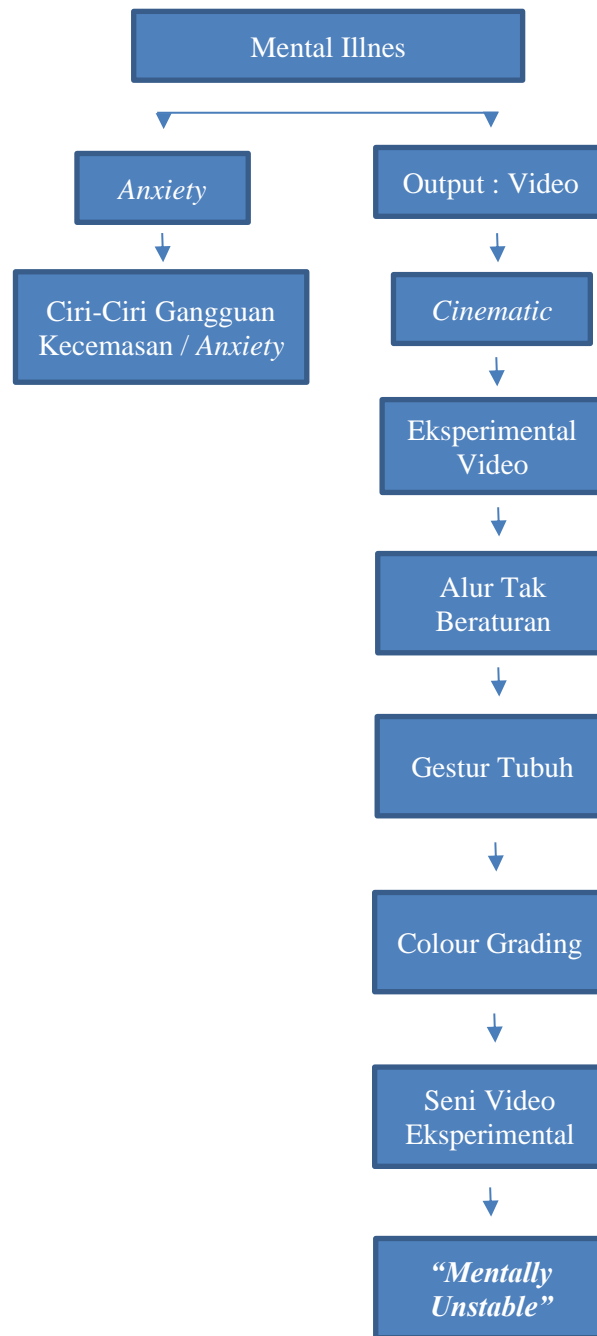 Mental Illnes
Anxiety
Output : Video
Ciri-Ciri Gangguan
Kecemasan / Anxiety
Cinematic
Eksperimental
Video
Alur Tak
Beraturan
Gestur Tubuh
Colour Grading
Seni Video
Eksperimental
“Mentally
Unstable”